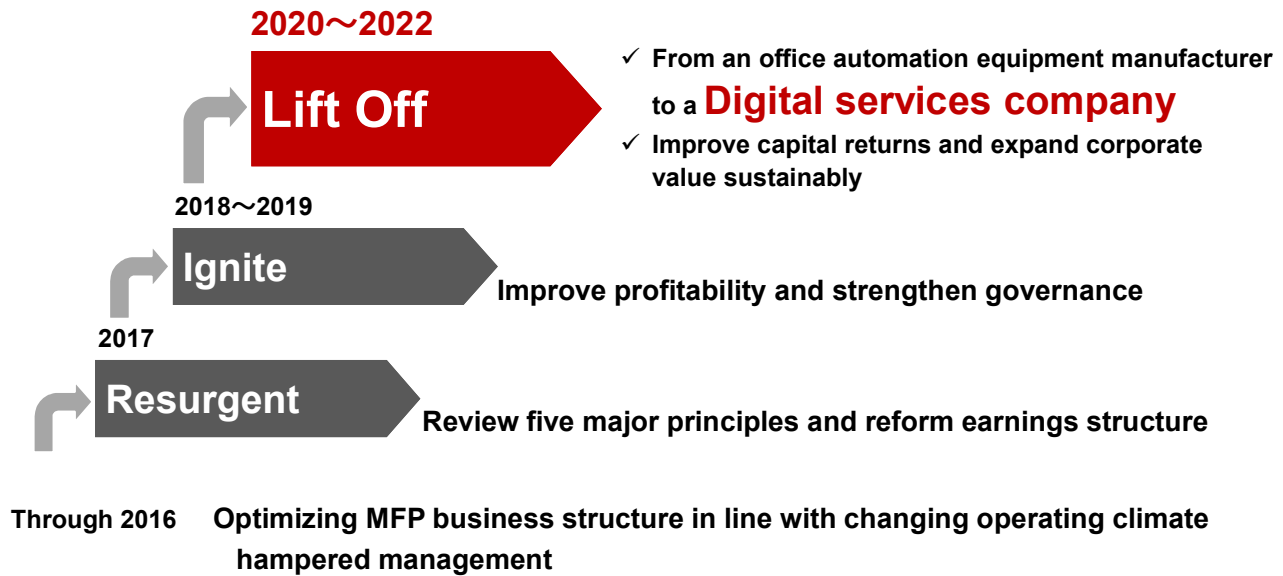 2020～2022
Lift Off
✓ From an office automation equipment manufacturer
to a Digital services company
✓ Improve capital returns and expand corporate
value sustainably
2018～2019
Ignite
Improve profitability and strengthen governance
2017
Resurgent
Review five major principles and reform earnings structure
Through 2016 Optimizing MFP business structure in line with changing operating climate
hampered management